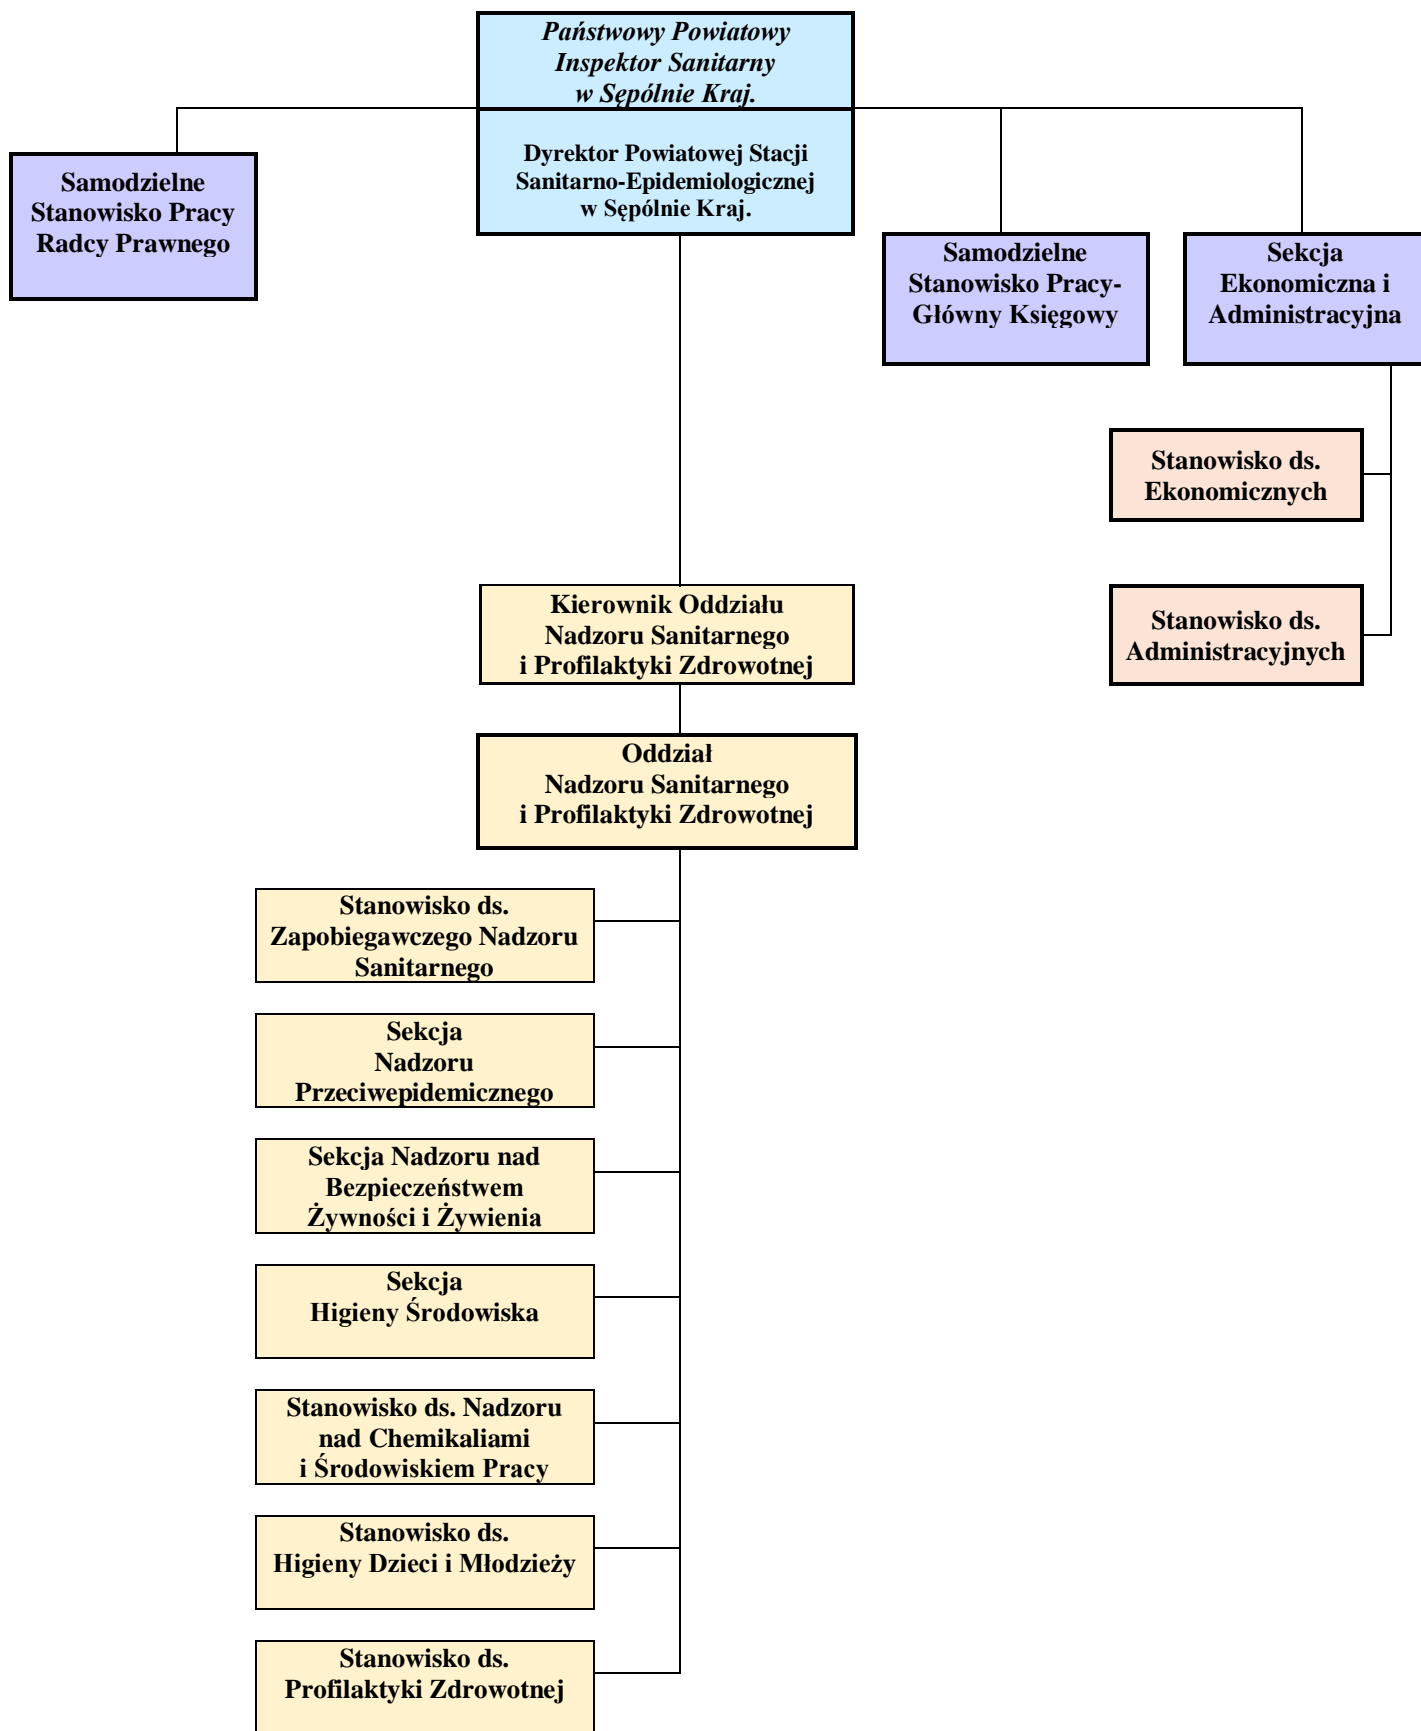 Państwowy Powiatowy
Inspektor Sanitarny
w Sępólnie Kraj.
Dyrektor Powiatowej Stacji
Sanitarno-Epidemiologicznej
w Sępólnie Kraj.
Samodzielne
Stanowisko Pracy
Radcy Prawnego
Samodzielne
Stanowisko Pracy-
Główny Księgowy
Sekcja
Ekonomiczna i
Administracyjna
Stanowisko ds.
Ekonomicznych
Stanowisko ds.
Administracyjnych
Kierownik Oddziału
Nadzoru Sanitarnego
i Profilaktyki Zdrowotnej
Oddział
Nadzoru Sanitarnego
i Profilaktyki Zdrowotnej
Stanowisko ds.
Zapobiegawczego Nadzoru
Sanitarnego
Sekcja
Nadzoru
Przeciwepidemicznego
Sekcja Nadzoru nad
Bezpieczeństwem
Żywności i Żywienia
Sekcja
Higieny Środowiska
Stanowisko ds. Nadzoru
nad Chemikaliami
i Środowiskiem Pracy
Stanowisko ds.
Higieny Dzieci i Młodzieży
Stanowisko ds.
Profilaktyki Zdrowotnej